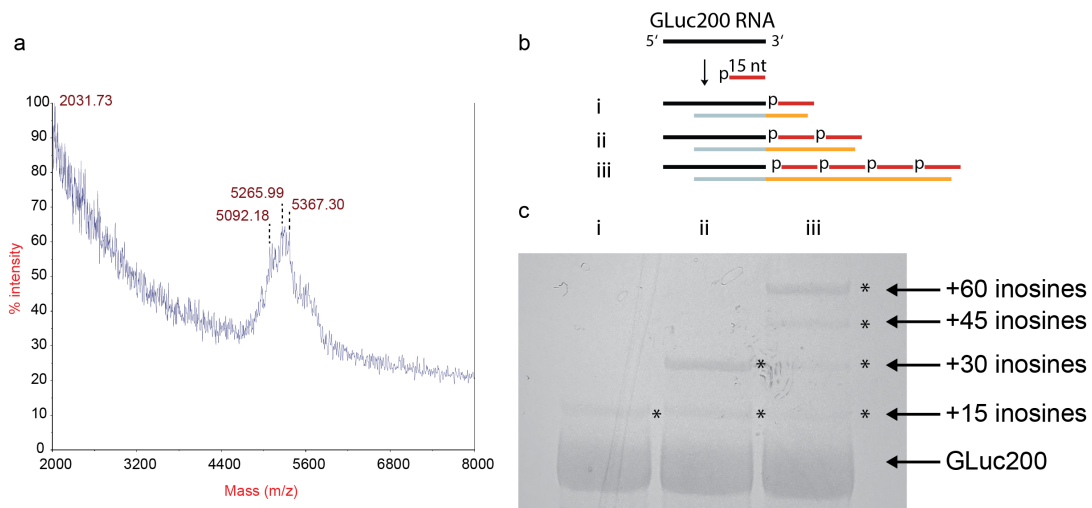 a
100
90
80
70
60
50
40
30
20
10
0
% intensity
2031.73
5265.99
5092.18
5367.30
2000
3200
4400
5600
6800
8000
Mass (m/z)
b
GLuc200 RNA
5′ 3′
p 15 nt
i
p
ii
p p
iii
p p p p
c
i ii iii
* +60 inosines
* +45 inosines
* * +30 inosines
* * * +15 inosines
GLuc200